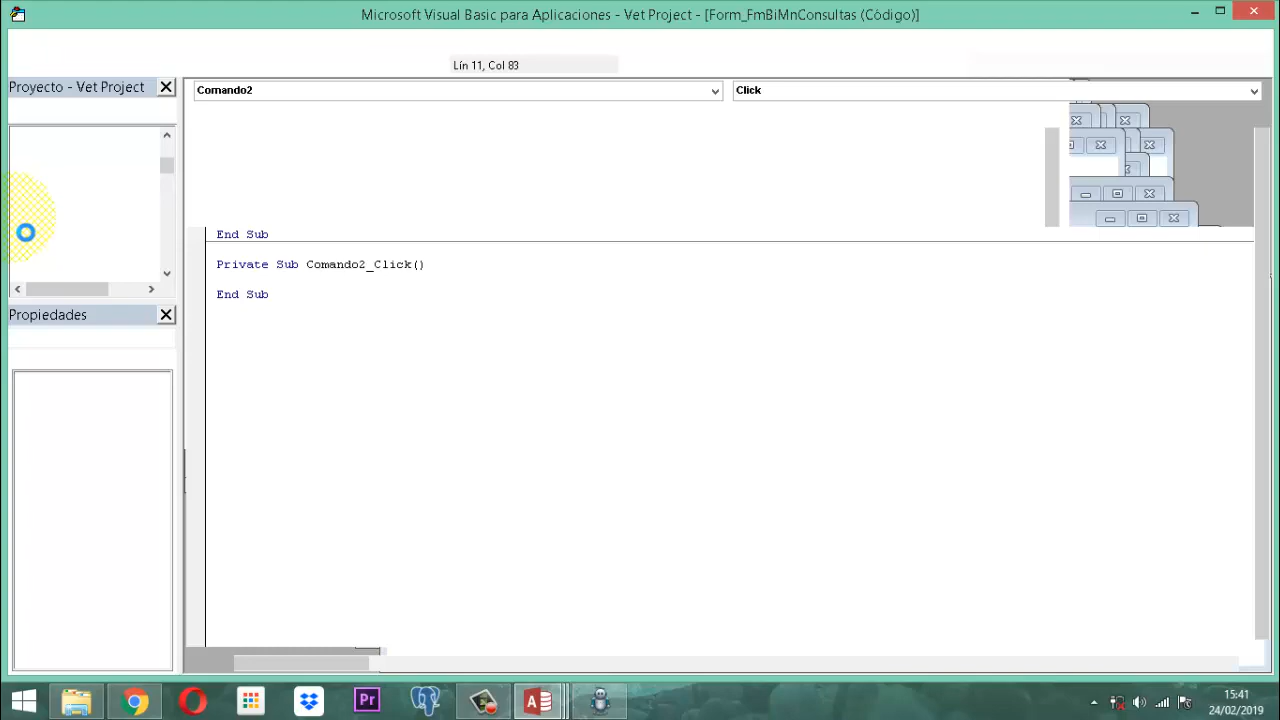 Microsoft Visual Basic para Aplicaciones - Vet Project - [Form_FmBiMnConsultas (Código)]
Lín 11, Col 83
Proyecto - Vet Project
Comando2
Click
End Sub
Private Sub Comando2_Click()
End Sub
Propiedades
Pr
15:41
24/02/2019